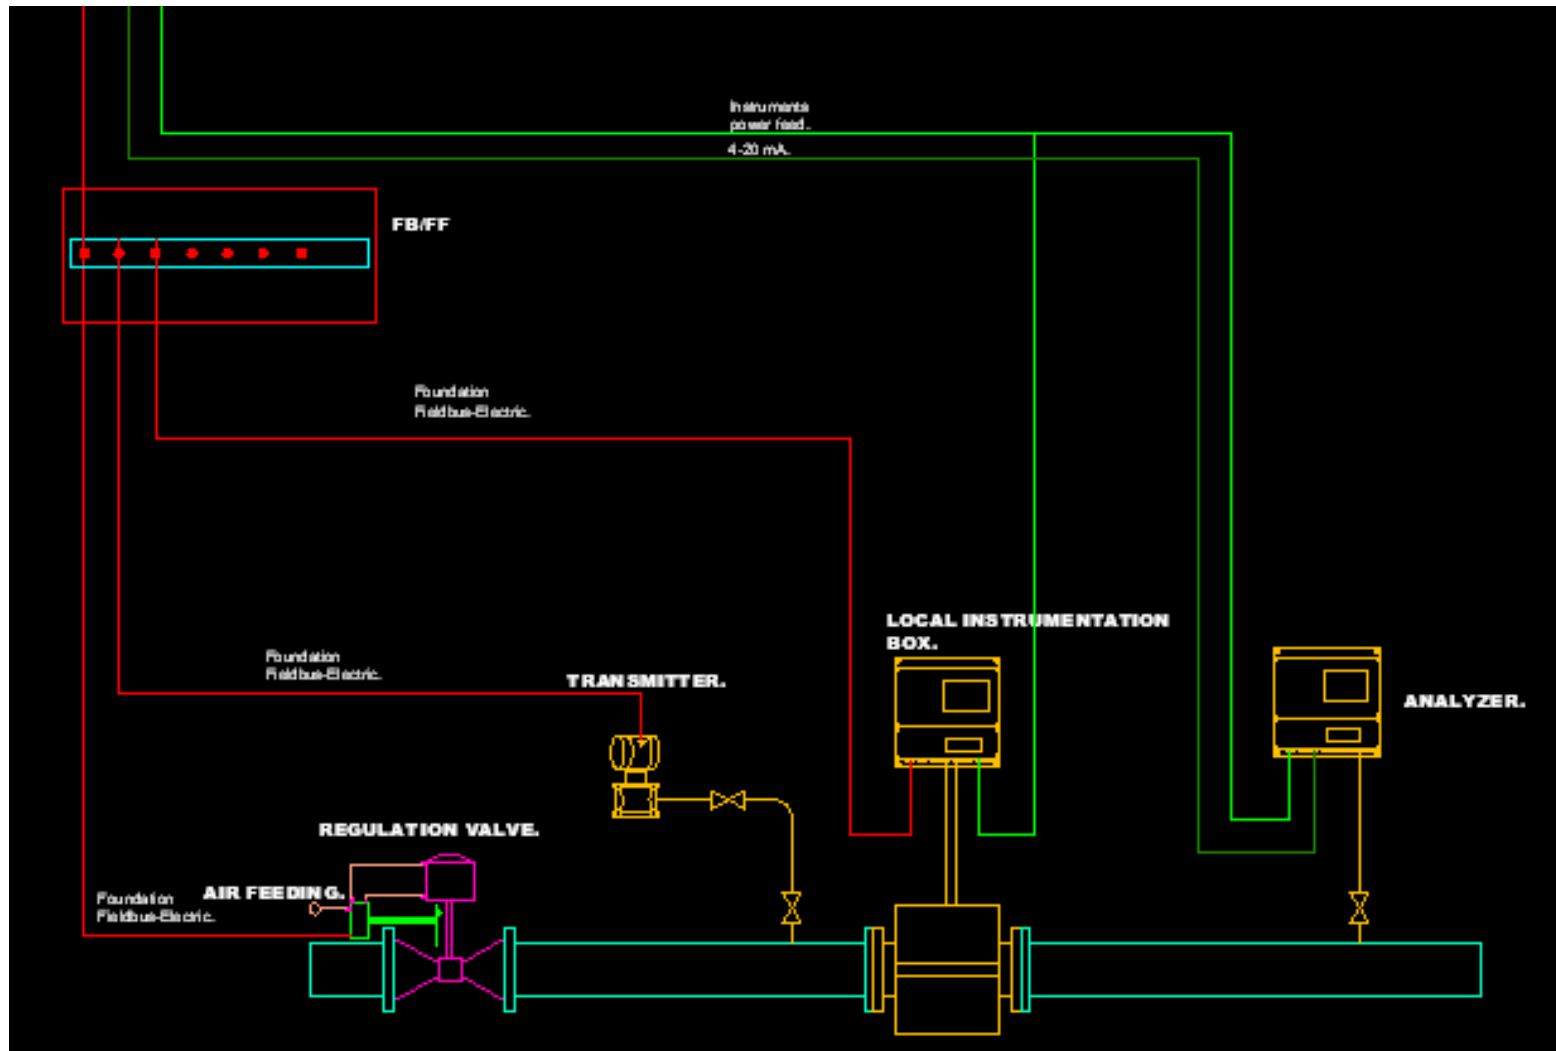 Instruments
power feed.
4-20 mA.
FB/FF
Foundation
Fieldbus-Electric.
LOCAL INSTRUMENTATION
BOX.
Foundation
Fieldbus-Electric.
TRANSMITTER.
ANALYZER.
REGULATION VALVE.
AIR FEEDING.
Foundation
Fieldbus-Electric.